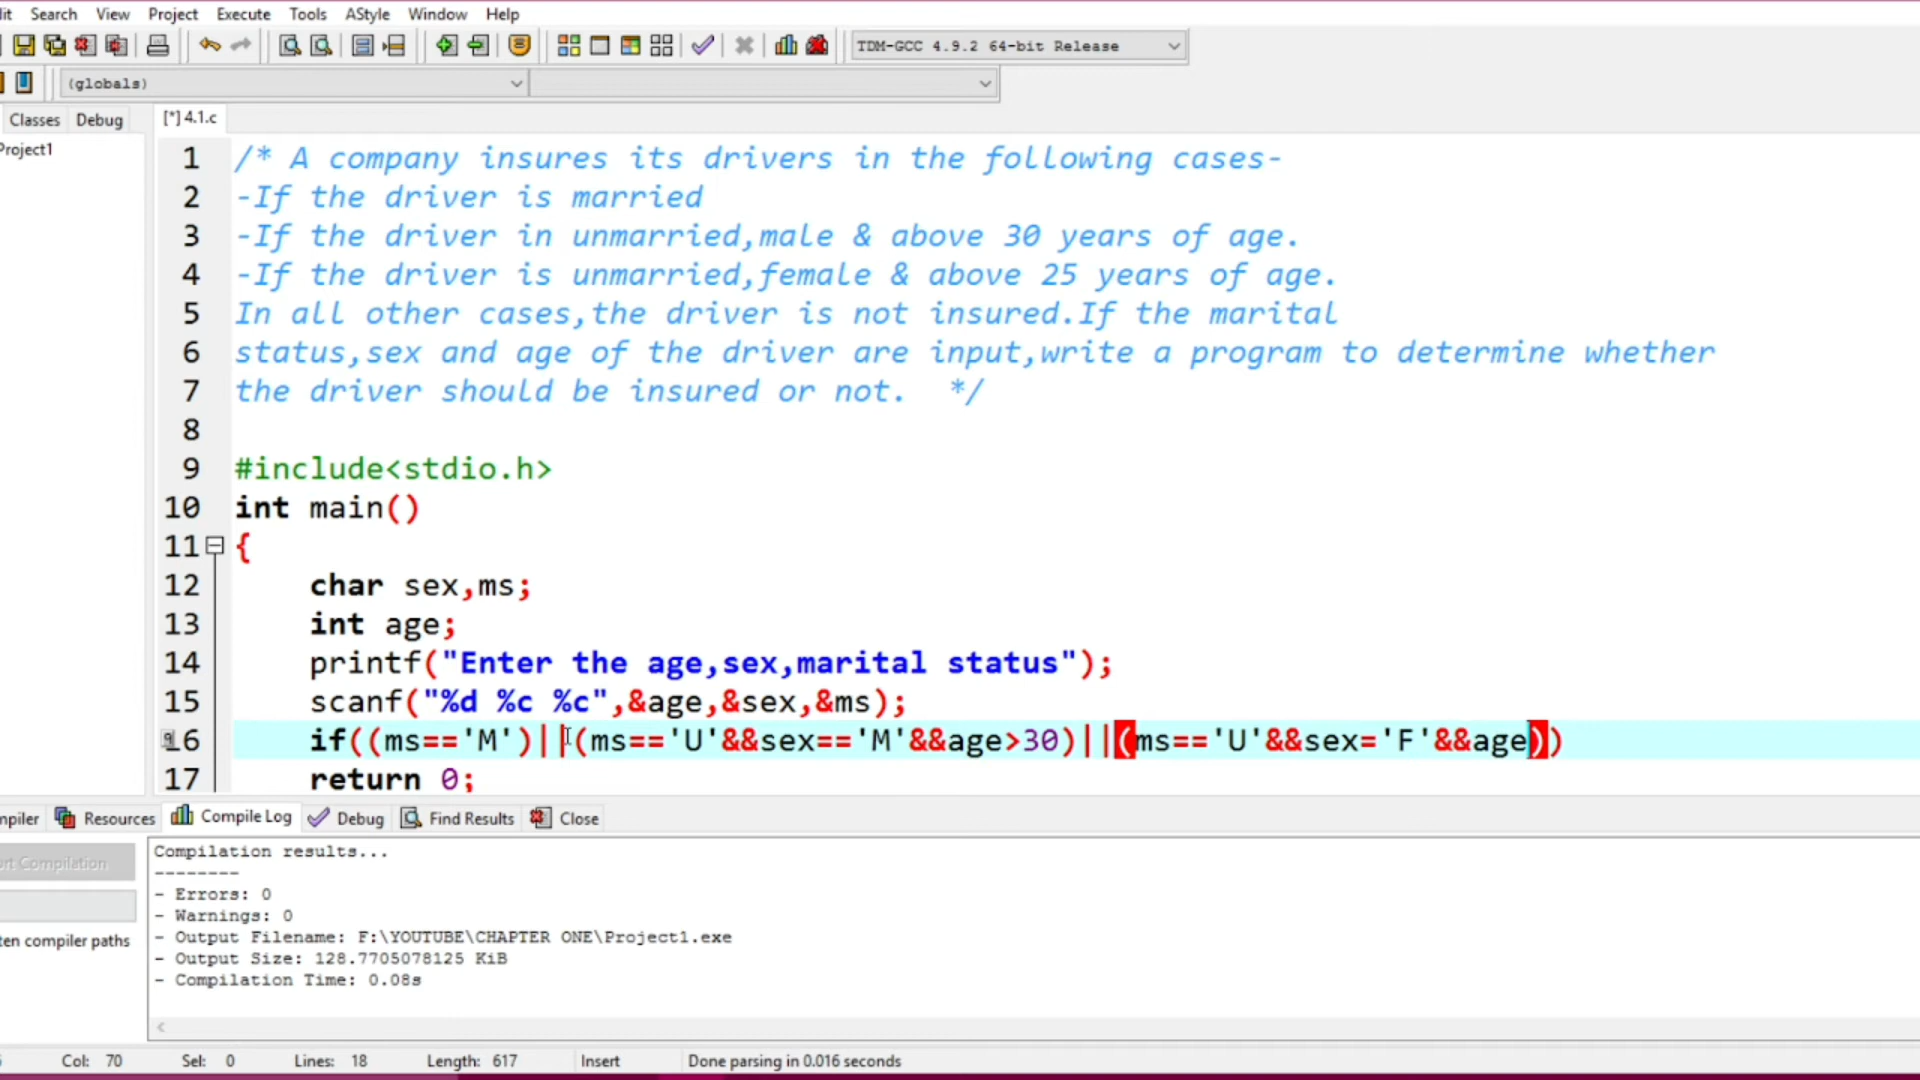 Search View Project Execute Tools AStyle Window Help
TDM-GCC 4.9.2 64-bit Release
(globals)
Classes Debug [*] 4.1.c
Project1
1 /* A company insures its drivers in the following cases-
2 -If the driver is married
3 -If the driver in unmarried,male & above 30 years of age.
4 -If the driver is unmarried,female & above 25 years of age.
5 In all other cases,the driver is not insured.If the marital
6 status,sex and age of the driver are input,write a program to determine whether
7 the driver should be insured or not. */
8
9 #include<stdio.h>
10 int main()
11 {
12 char sex,ms;
13 int age;
14 printf("Enter the age,sex,marital status");
15 scanf("%d %c %c",&age,&sex,&ms);
16 if((ms=='M')||(ms=='U'&&sex=='M'&&age>30)||(ms=='U'&&sex='F'&&age))
17 return 0;
mpiler Resources Compile Log Debug Find Results Close
ort Compilation
ten compiler paths
Compilation results...
--------
- Errors: 0
- Warnings: 0
- Output Filename: F:\YOUTUBE\CHAPTER ONE\Project1.exe
- Output Size: 128.7705078125 KiB
- Compilation Time: 0.08s
Col: 70 Sel: 0 Lines: 18 Length: 617 Insert Done parsing in 0.016 seconds